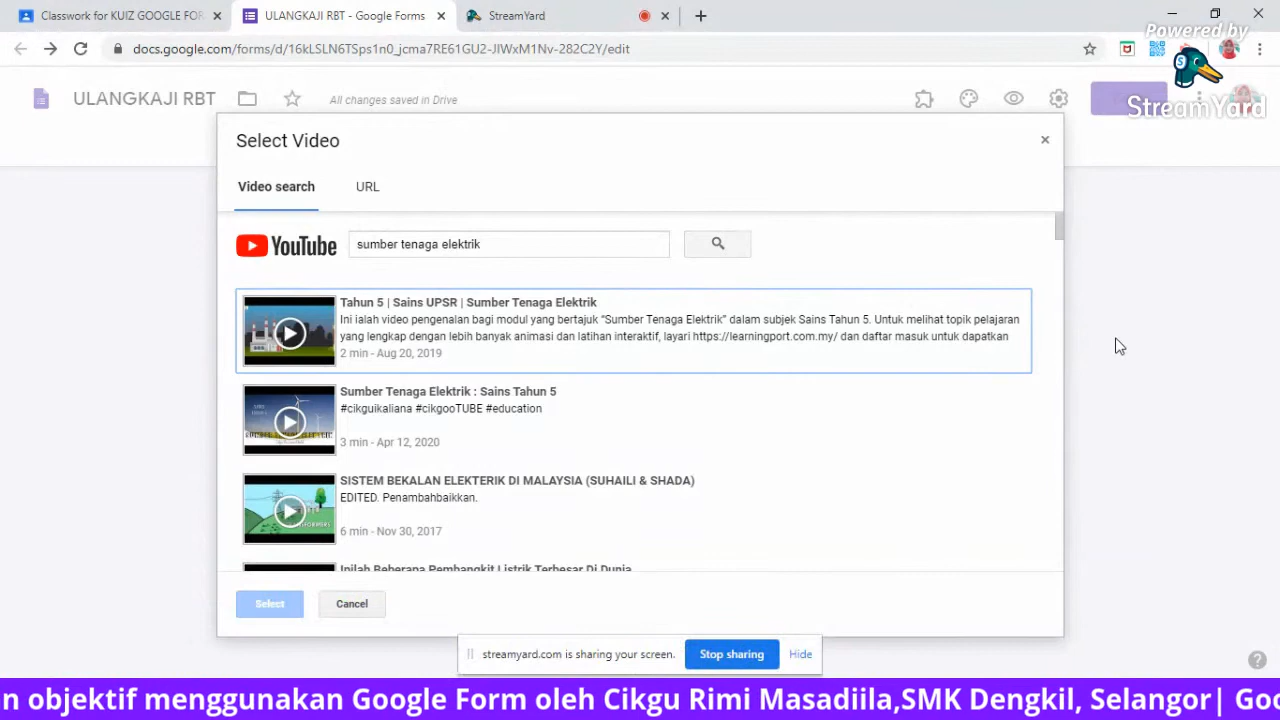 Classwork for KUIZ GOOGLE FOR
ULANGKAJI RBT - Google Forms
StreamYard
docs.google.com/forms/d/16kLSLN6TSps1n0_jcma7RE61GU2-JIWxM1Nv-282C2Y/edit
Powered by
StreamYard
ULANGKAJI RBT
All changes saved in Drive
Select Video
Video search
URL
YouTube
sumber tenaga elektrik
Tahun 5 | Sains UPSR | Sumber Tenaga Elektrik
Ini ialah video pengenalan bagi modul yang bertajuk “Sumber Tenaga Elektrik” dalam subjek Sains Tahun 5. Untuk melihat topik pelajaran
yang lengkap dengan lebih banyak animasi dan latihan interaktif, layari https://learningport.com.my/ dan daftar masuk untuk dapatkan
2 min - Aug 20, 2019
Sumber Tenaga Elektrik : Sains Tahun 5
#cikguikaliana #cikgooTUBE #education
3 min - Apr 12, 2020
SISTEM BEKALAN ELEKTERIK DI MALAYSIA (SUHAILI & SHADA)
EDITED. Penambahbaikkan.
6 min - Nov 30, 2017
Inilah Beberapa Pembangkit Listrik Terbesar Di Dunia
Select
Cancel
streamyard.com is sharing your screen.
Stop sharing
Hide
n objektif menggunakan Google Form oleh Cikgu Rimi Masadiila,SMK Dengkil, Selangor| Goo